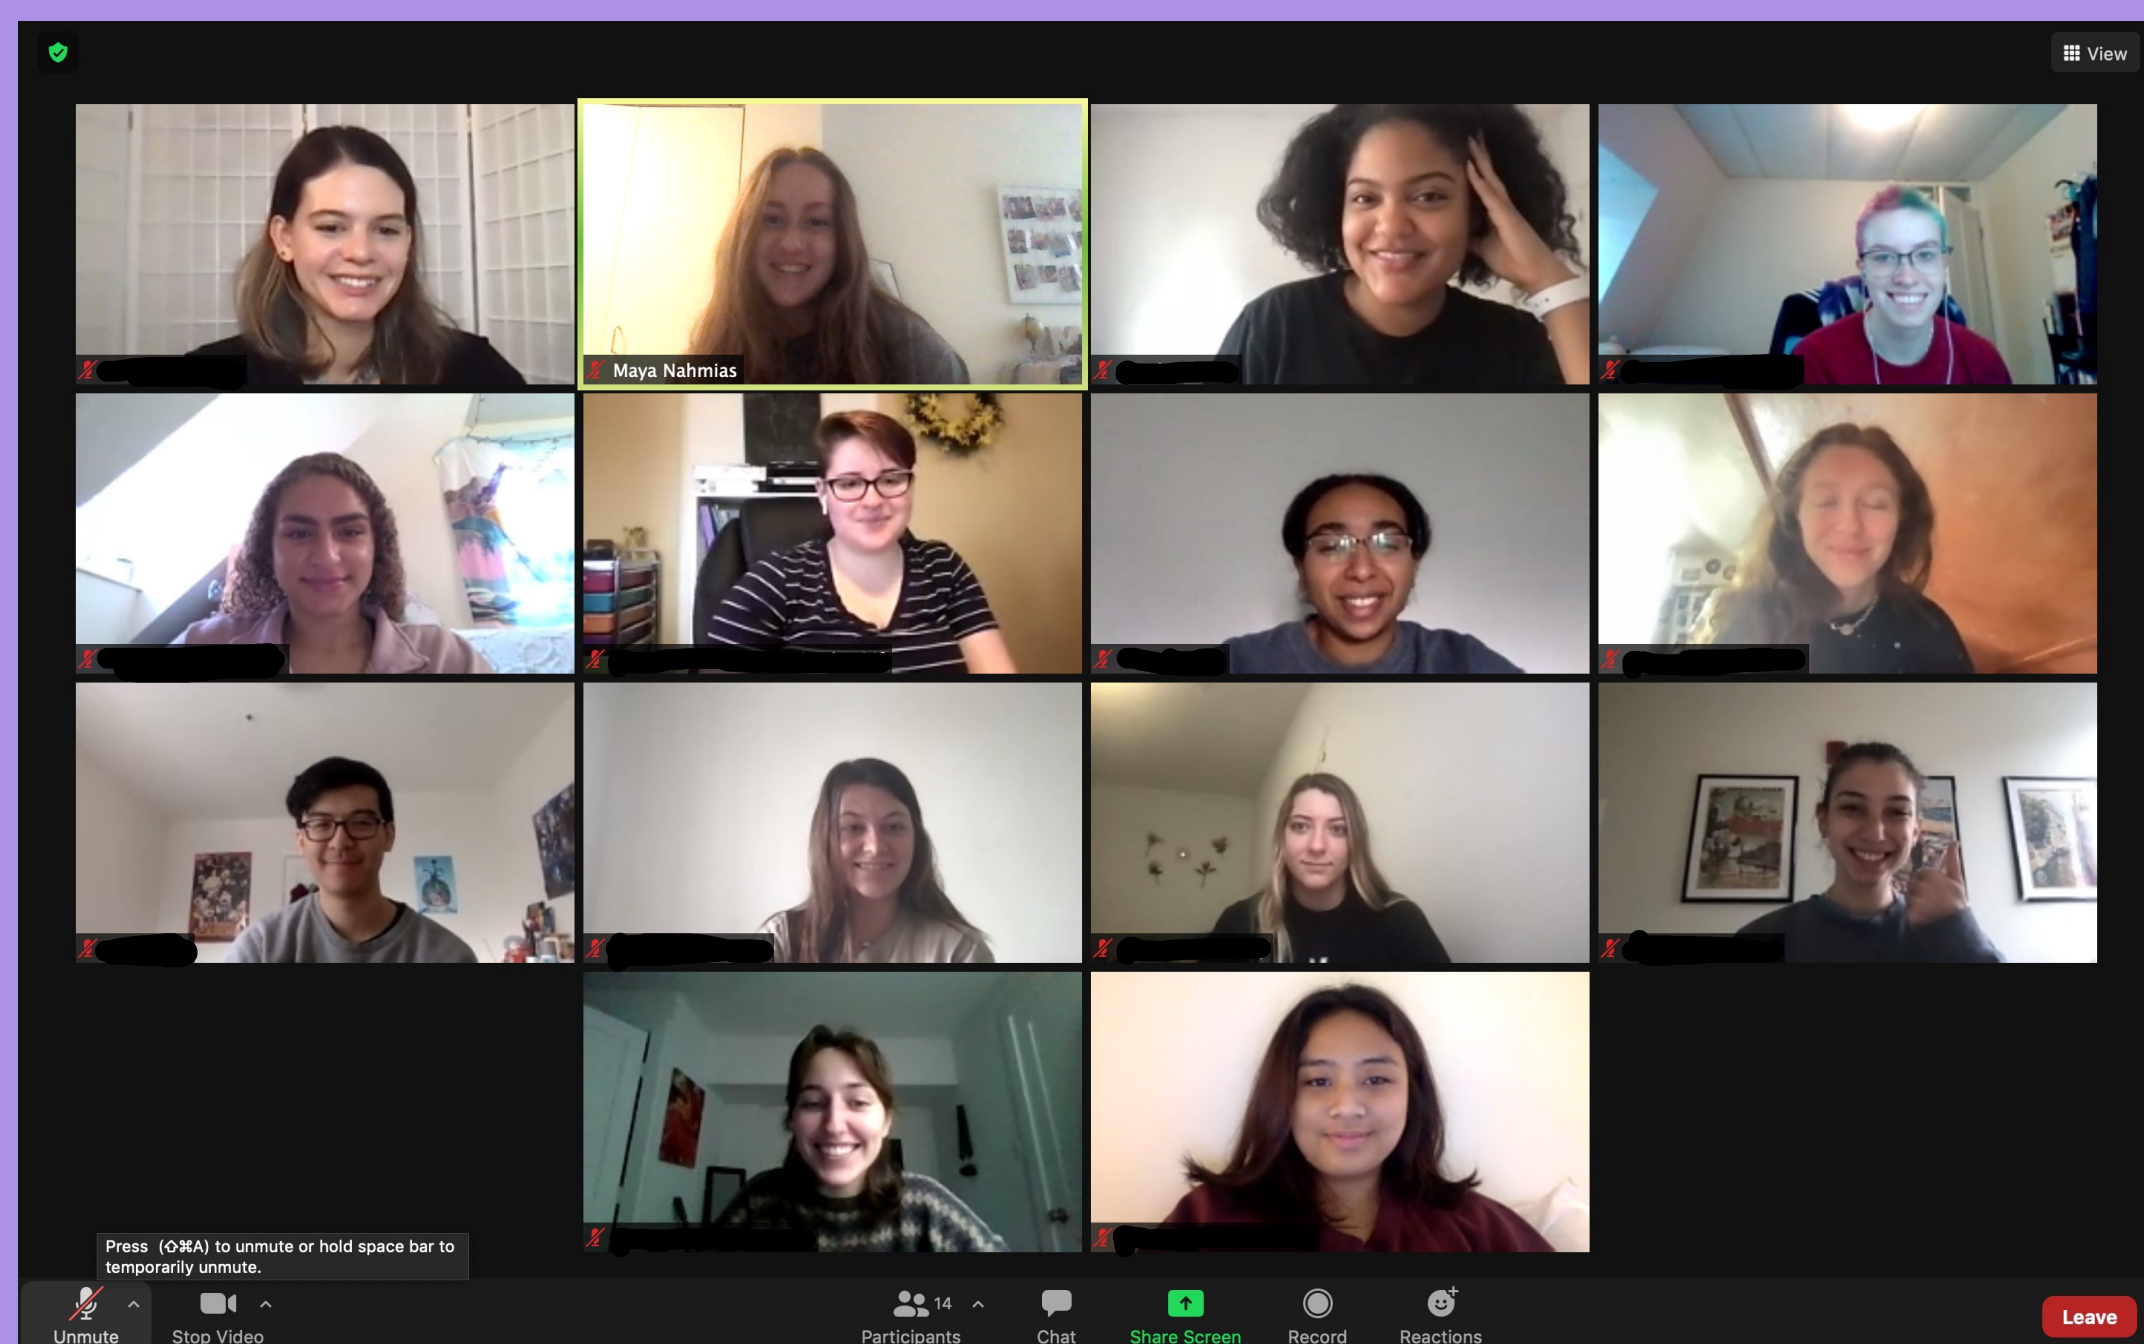 View
Maya Nahmias
Press (⇧⌘A) to unmute or hold space bar to
temporarily unmute.
Unmute
Stop Video
14
Participants
Chat
Share Screen
Record
Reactions
Leave